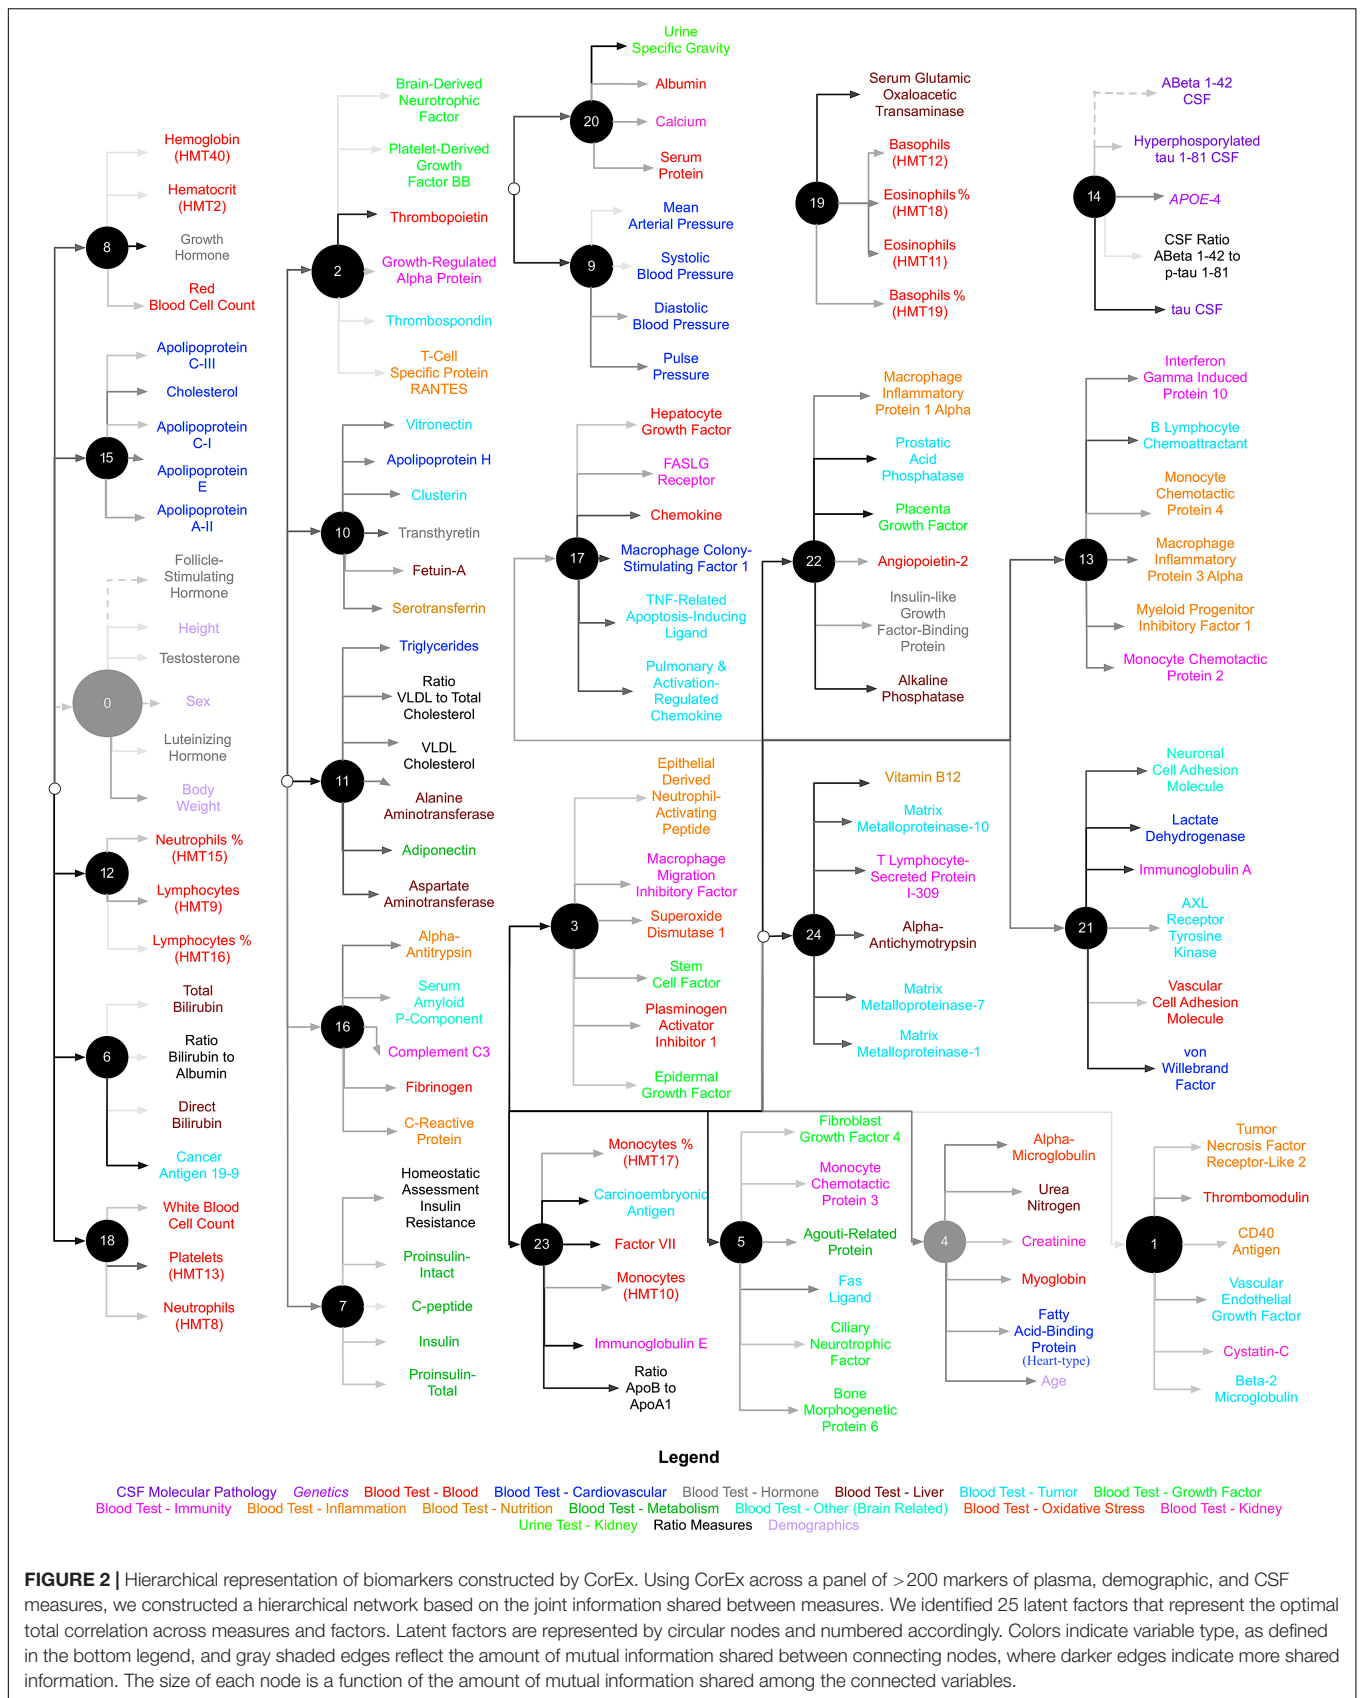 Hemoglobin
(HMT40)
Hematocrit
(HMT2)
8
Growth
Hormone
Red
Blood Cell Count
Apolipoprotein
C-III
Cholesterol
Apolipoprotein
C-I
15
Apolipoprotein
E
Apolipoprotein
A-II
Follicle-
Stimulating
Hormone
Height
Testosterone
0
Sex
Luteinizing
Hormone
Body
Weight
Neutrophils %
(HMT15)
12
Lymphocytes
(HMT9)
Lymphocytes %
(HMT16)
Total
Bilirubin
6
Ratio
Bilirubin to
Albumin
Direct
Bilirubin
Cancer
Antigen 19-9
White Blood
Cell Count
18
Platelets
(HMT13)
Neutrophils
(HMT8)
Brain-Derived
Neurotrophic
Factor
Platelet-Derived
Growth
Factor BB
Thrombopoietin
2
Growth-Regulated
Alpha Protein
Thrombospondin
T-Cell
Specific Protein
RANTES
Vitronectin
Apolipoprotein H
Clusterin
10
Transthyretin
Fetuin-A
Serotransferrin
Triglycerides
Ratio
VLDL to Total
Cholesterol
VLDL
Cholesterol
11
Alanine
Aminotransferase
Adiponectin
Aspartate
Aminotransferase
Alpha-
Antitrypsin
Serum
Amyloid
P-Component
16
Complement C3
Fibrinogen
C-Reactive
Protein
Homeostatic
Assessment
Insulin
Resistance
Proinsulin-
Intact
7
C-peptide
Insulin
Proinsulin-
Total
Urine
Specific Gravity
Albumin
20
Calcium
Serum
Protein
Mean
Arterial Pressure
9
Systolic
Blood Pressure
Diastolic
Blood Pressure
Pulse
Pressure
Hepatocyte
Growth Factor
FASLG
Receptor
Chemokine
17
Macrophage Colony-
Stimulating Factor 1
TNF-Related
Apoptosis-Inducing
Ligand
Pulmonary &
Activation-
Regulated
Chemokine
Epithelial
Derived
Neutrophil-
Activating
Peptide
Macrophage
Migration
Inhibitory Factor
3
Superoxide
Dismutase 1
Stem
Cell Factor
Plasminogen
Activator
Inhibitor 1
Epidermal
Growth Factor
Monocytes %
(HMT17)
Carcinoembryonic
Antigen
23
Factor VII
Monocytes
(HMT10)
Immunoglobulin E
Ratio
ApoB to
ApoA1
Serum Glutamic
Oxaloacetic
Transaminase
Basophils
(HMT12)
19
Eosinophils %
(HMT18)
Eosinophils
(HMT11)
Basophils %
(HMT19)
Macrophage
Inflammatory
Protein 1 Alpha
Prostatic
Acid
Phosphatase
Placenta
Growth Factor
22
Angiopoietin-2
Insulin-like
Growth
Factor-Binding
Protein
Alkaline
Phosphatase
Vitamin B12
Matrix
Metalloproteinase-10
T Lymphocyte-
Secreted Protein
I-309
24
Alpha-
Antichymotrypsin
Matrix
Metalloproteinase-7
Matrix
Metalloproteinase-1
Fibroblast
Growth Factor 4
Monocyte
Chemotactic
Protein 3
5
Agouti-Related
Protein
Fas
Ligand
Ciliary
Neurotrophic
Factor
Bone
Morphogenetic
Protein 6
ABeta 1-42
CSF
Hyperphosporylated
tau 1-81 CSF
14
APOE-4
CSF Ratio
ABeta 1-42 to
p-tau 1-81
tau CSF
Interferon
Gamma Induced
Protein 10
B Lymphocyte
Chemoattractant
Monocyte
Chemotactic
Protein 4
13
Macrophage
Inflammatory
Protein 3 Alpha
Myeloid Progenitor
Inhibitory Factor 1
Monocyte Chemotactic
Protein 2
Neuronal
Cell Adhesion
Molecule
Lactate
Dehydrogenase
Immunoglobulin A
21
AXL
Receptor
Tyrosine
Kinase
Vascular
Cell Adhesion
Molecule
von
Willebrand
Factor
Alpha-
Microglobulin
Urea
Nitrogen
4
Creatinine
Myoglobin
Fatty
Acid-Binding
Protein
(Heart-type)
Age
Tumor
Necrosis Factor
Receptor-Like 2
Thrombomodulin
1
CD40
Antigen
Vascular
Endothelial
Growth Factor
Cystatin-C
Beta-2
Microglobulin
Legend
CSF Molecular Pathology Genetics Blood Test - Blood Blood Test - Cardiovascular Blood Test - Hormone Blood Test - Liver Blood Test - Tumor Blood Test - Growth Factor
Blood Test - Immunity Blood Test - Inflammation Blood Test - Nutrition Blood Test - Metabolism Blood Test - Other (Brain Related) Blood Test - Oxidative Stress Blood Test - Kidney
Urine Test - Kidney Ratio Measures Demographics
FIGURE 2 | Hierarchical representation of biomarkers constructed by CorEx. Using CorEx across a panel of >200 markers of plasma, demographic, and CSF
measures, we constructed a hierarchical network based on the joint information shared between measures. We identified 25 latent factors that represent the optimal
total correlation across measures and factors. Latent factors are represented by circular nodes and numbered accordingly. Colors indicate variable type, as defined
in the bottom legend, and gray shaded edges reflect the amount of mutual information shared between connecting nodes, where darker edges indicate more shared
information. The size of each node is a function of the amount of mutual information shared among the connected variables.